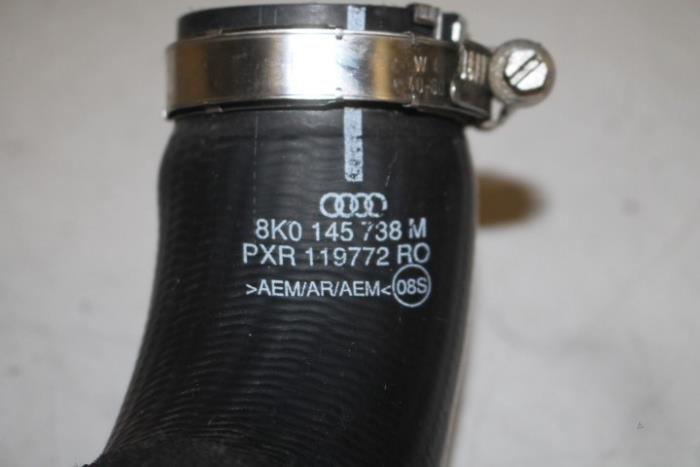 W
8K0 145 738 M
PXR 119772 RO
>AEM/AR/AEM< 08S